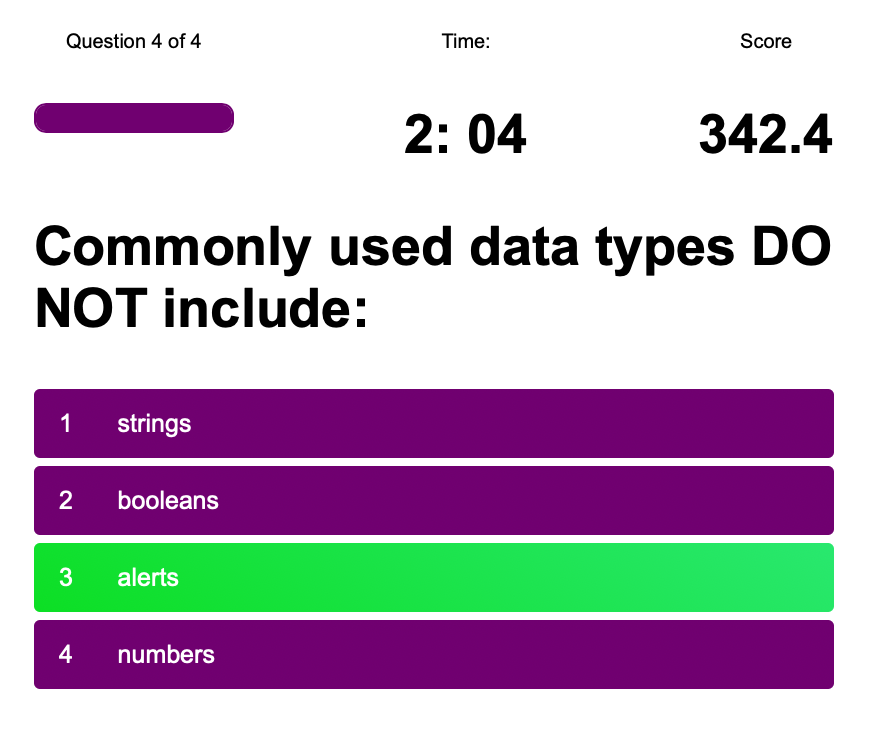 Question 4 of 4
Time:
Score
2: 04
342.4
Commonly used data types DO
NOT include:
1 strings
2 booleans
3 alerts
4 numbers